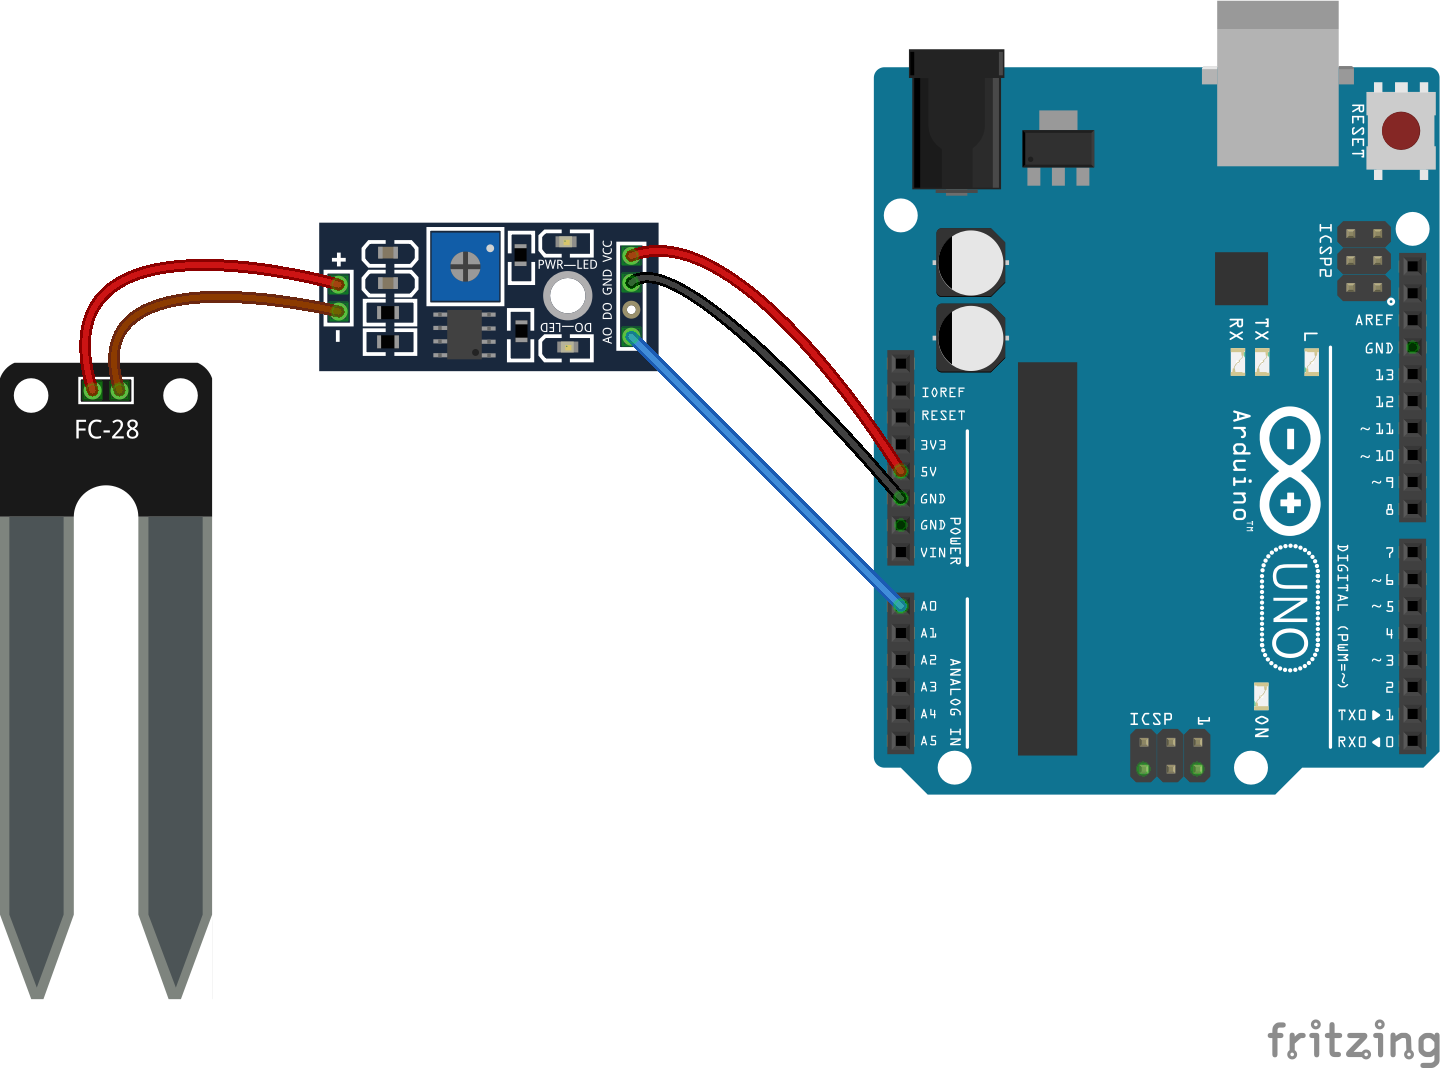 FC-28
+
-
VCC
GND
DO
AO
PWR—LED
DO—LED
RESET
ICSP2
AREF
GND
13
12
~11
~10
~9
8
7
~6
~5
4
~3
2
TX0▶1
RX0◀0
DIGITAL (PWM=~)
RX
TX
L
Arduino™
UNO
ON
ICSP
1
IOREF
RESET
3V3
5V
GND
GND
VIN
POWER
A0
A1
A2
A3
A4
A5
ANALOG IN
fritzing